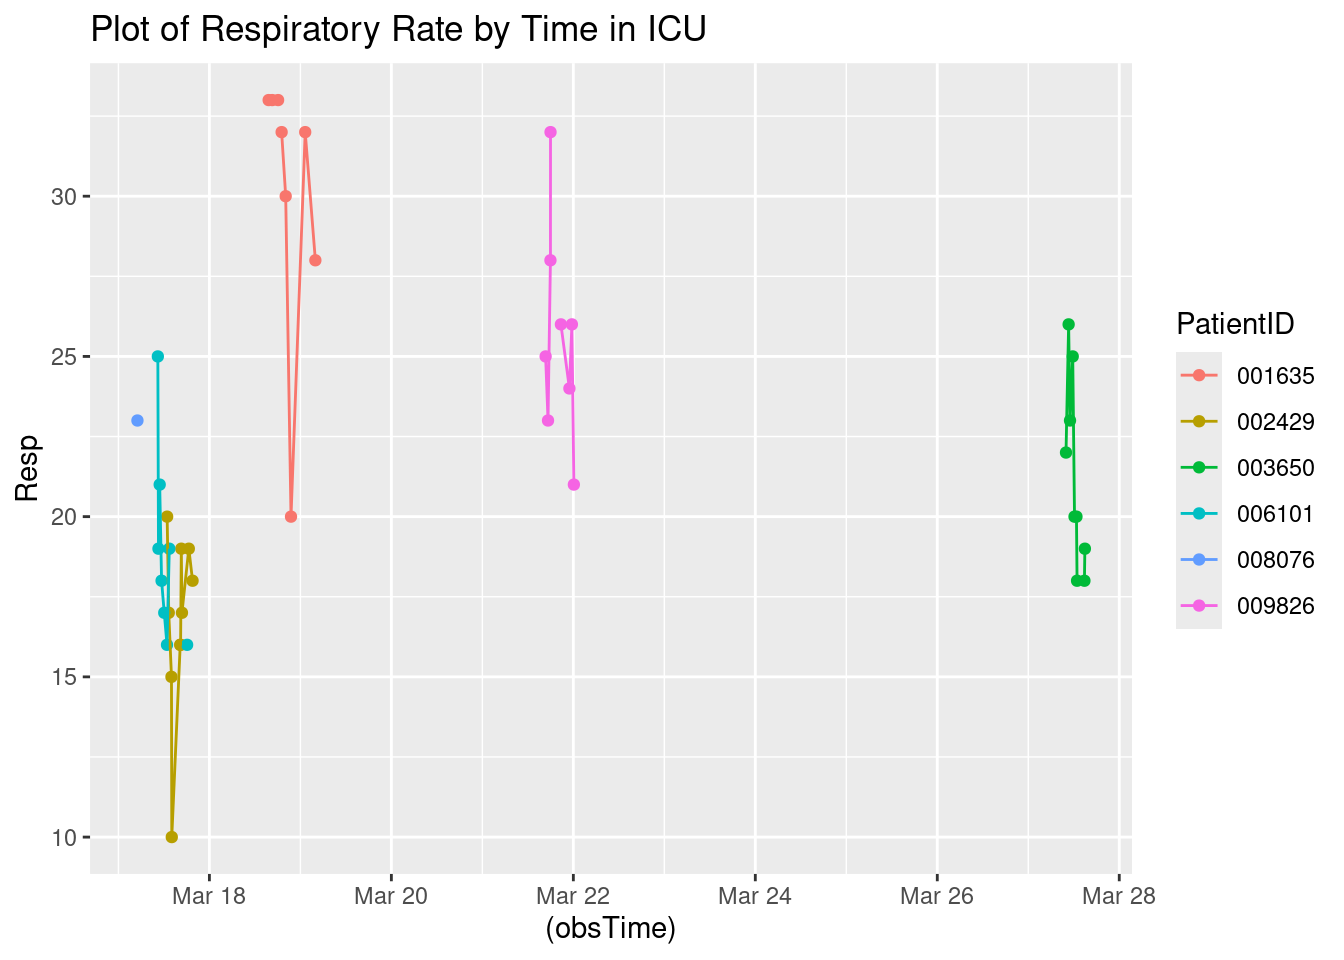 Plot of Respiratory Rate by Time in ICU
Resp
30
25
20
15
10
Mar 18 Mar 20 Mar 22 Mar 24 Mar 26 Mar 28
(obsTime)
PatientID
001635
002429
003650
006101
008076
009826